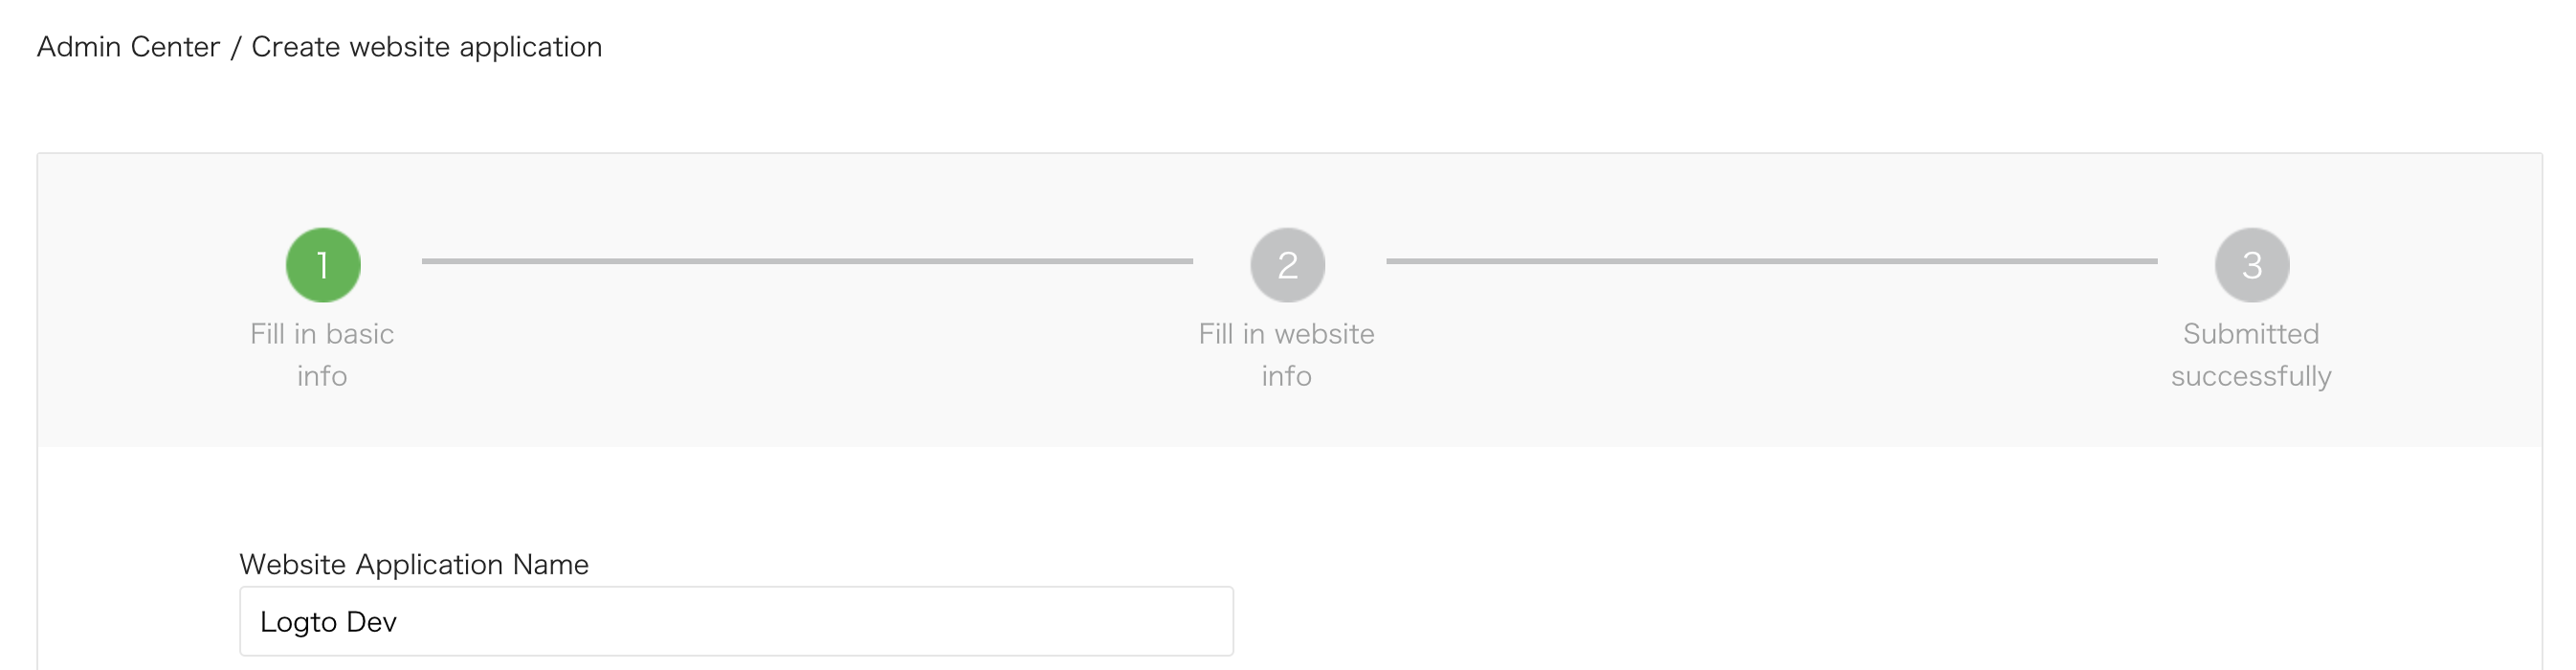 Admin Center / Create website application
1
2
3
Fill in basic
info
Fill in website
info
Submitted
successfully
Website Application Name
Logto Dev